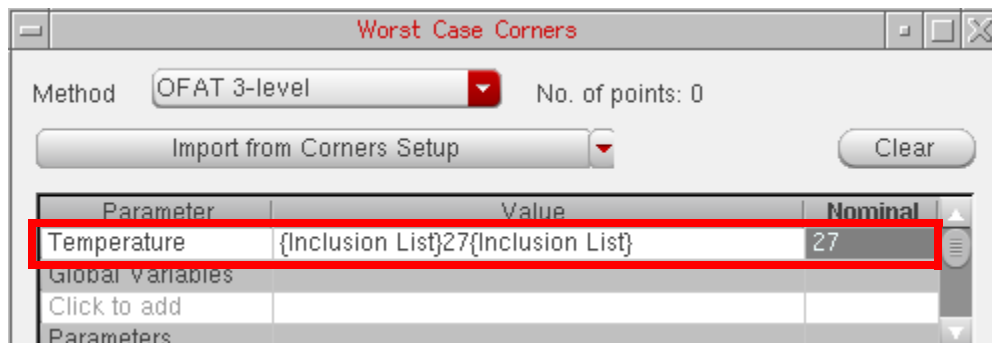 Worst Case Corners
Method OFAT 3-level No. of points: 0
Import from Corners Setup Clear
Parameter Value Nominal
Temperature {Inclusion List}27{Inclusion List} 27
Global Variables
Click to add
Parameters